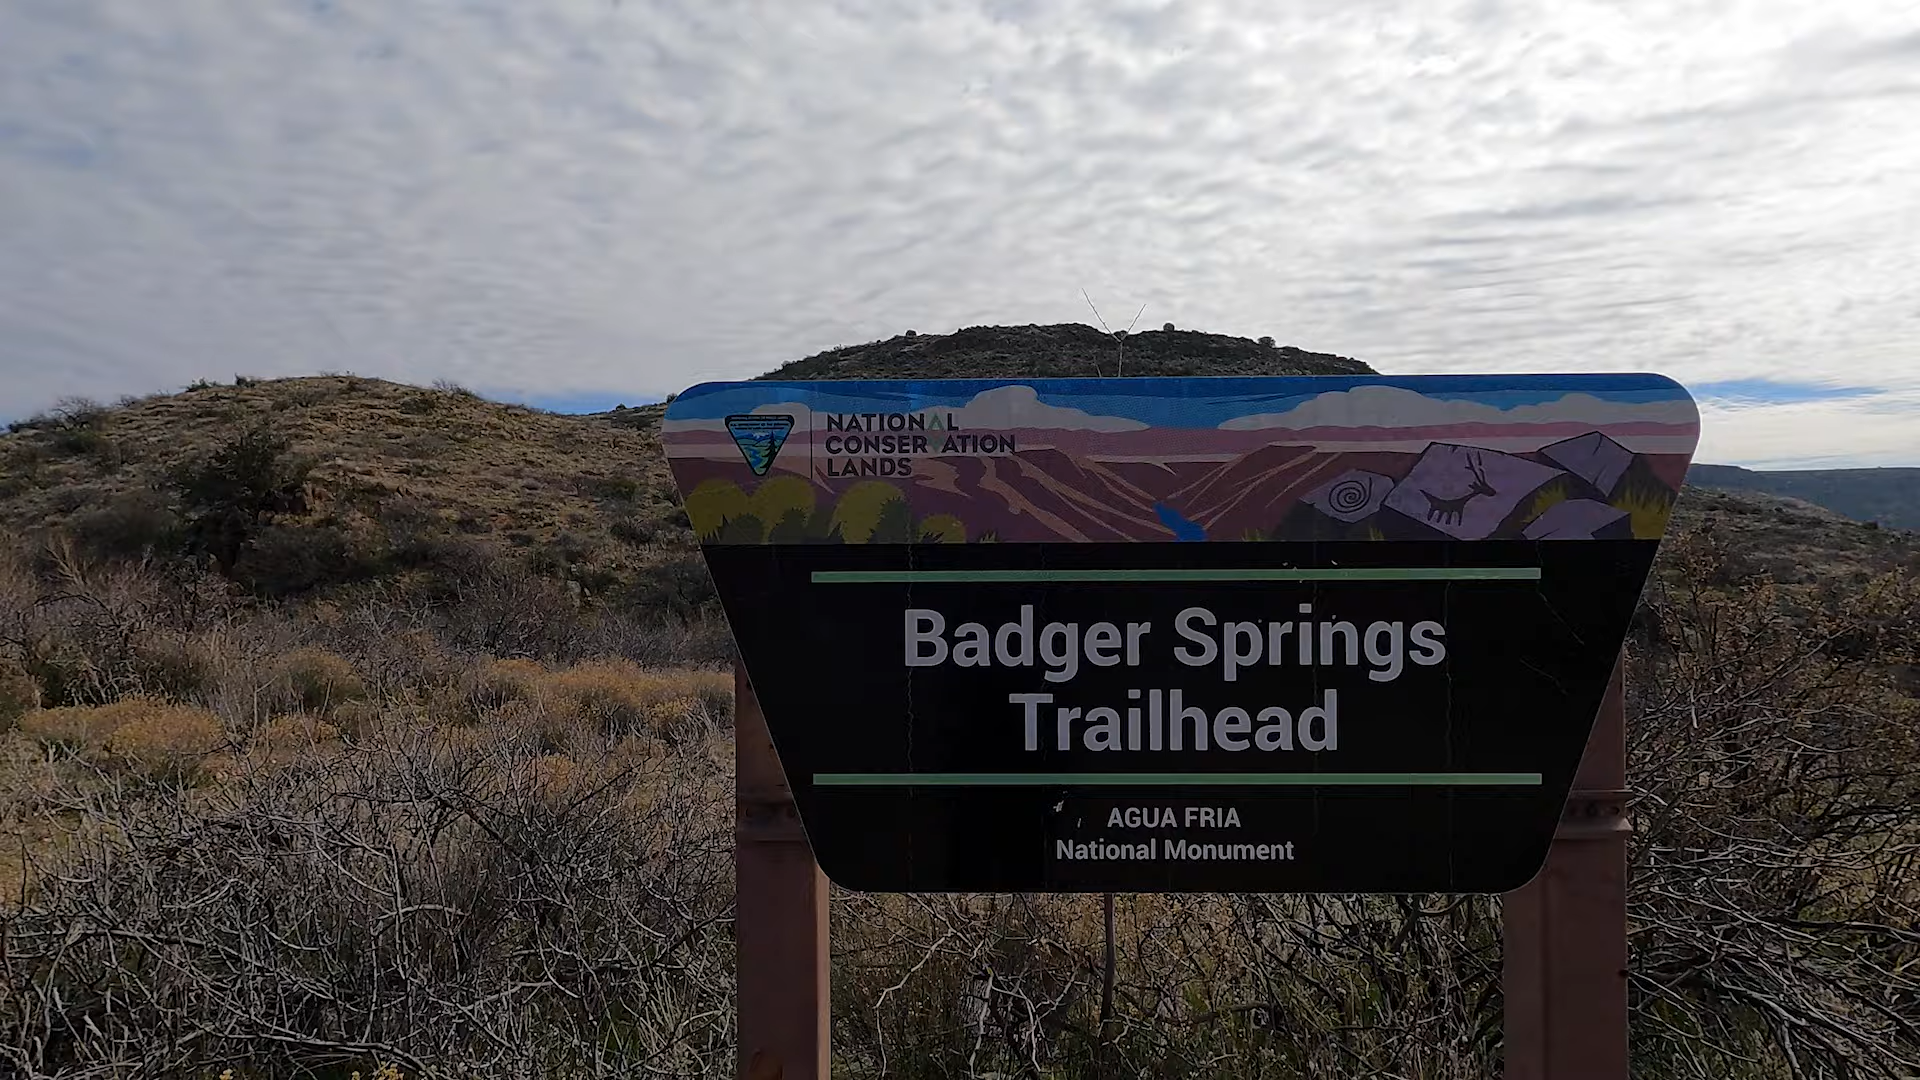 NATIONAL
CONSERVATION
LANDS
Badger Springs
Trailhead
AGUA FRIA
National Monument